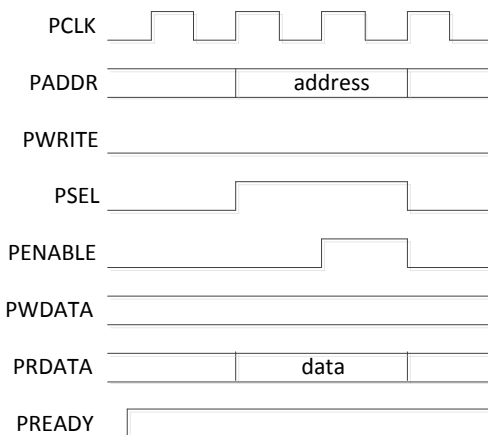 PCLK
PADDR address
PWRITE
PSEL
PENABLE
PWDATA
PRDATA data
PREADY